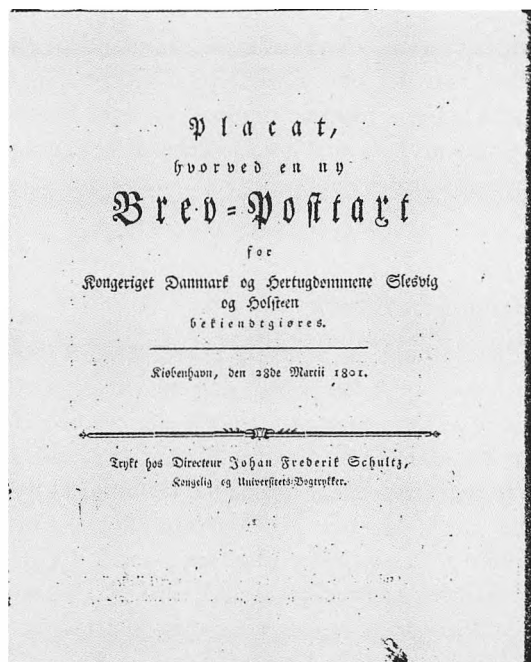 Placat,
hvorved en ny
Brev-Posttaxt
for
Kongeriget Danmark og Hertugdømmene Slesvig
og Holsteen
bekiendtgiøres.
Kiøbenhavn, den 28de Martii 1801.
Trykt hos Directeur Johan Frederik Schultz,
Kongelig og Universitets-Bogtrykker.